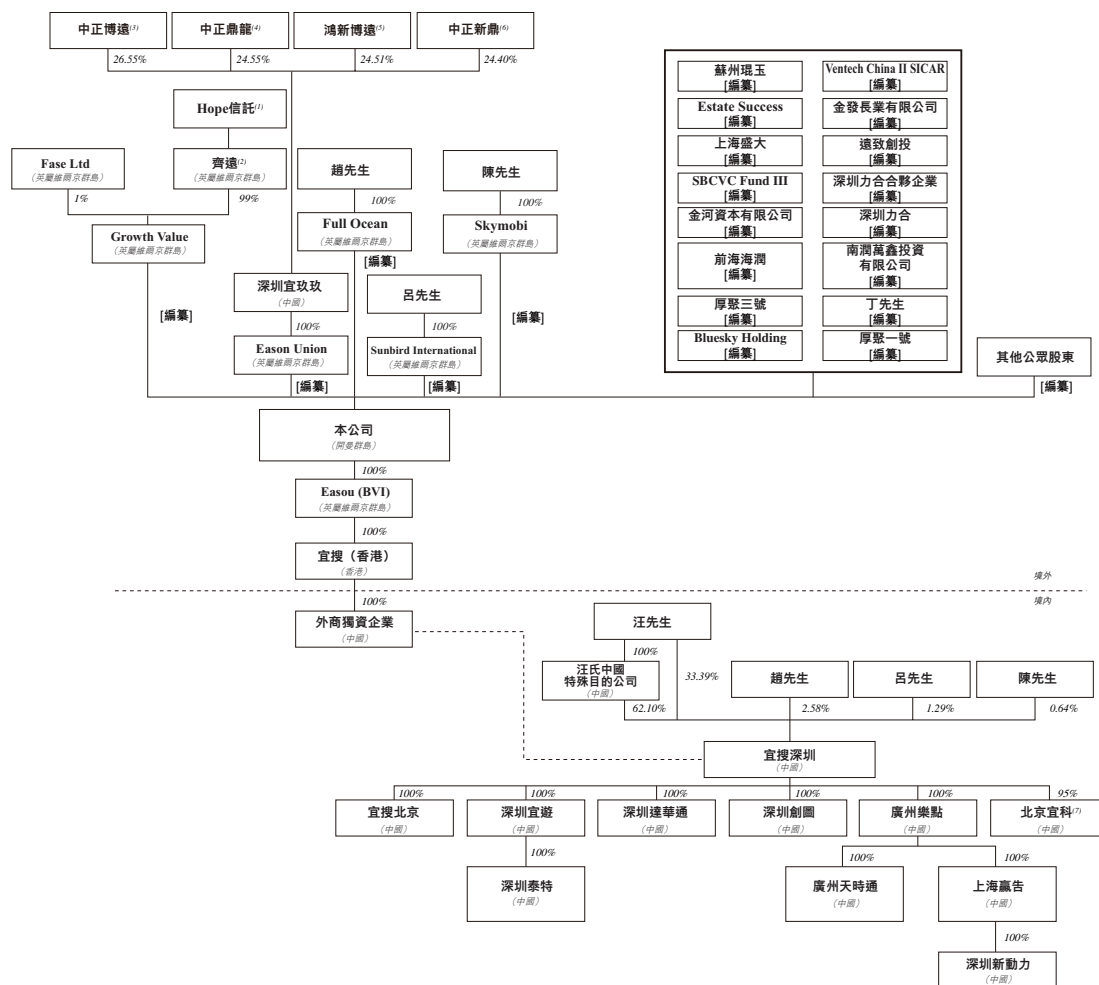 中正博遠(3)
中正鼎龍(4)
鴻新博遠(5)
中正新鼎(6)
26.55%
24.55%
24.51%
24.40%
Hope信託(1)
Fase Ltd
(英屬維爾京群島)
齊遠(2)
(英屬維爾京群島)
趙先生
陳先生
1%
99%
100%
100%
Growth Value
(英屬維爾京群島)
Full Ocean
(英屬維爾京群島)
Skymobi
(英屬維爾京群島)
[編纂]
深圳宜玖玖
(中國)
呂先生
[編纂]
[編纂]
100%
100%
Eason Union
(英屬維爾京群島)
Sunbird International
(英屬維爾京群島)
[編纂]
[編纂]
蘇州琨玉
[編纂]
Ventech China II SICAR
[編纂]
Estate Success
[編纂]
金發長業有限公司
[編纂]
上海盛大
[編纂]
遠致創投
[編纂]
SBCVC Fund III
[編纂]
深圳力合合夥企業
[編纂]
金河資本有限公司
[編纂]
深圳力合
[編纂]
前海海潤
[編纂]
南潤萬鑫投資
有限公司
[編纂]
厚聚三號
[編纂]
丁先生
[編纂]
Bluesky Holding
[編纂]
厚聚一號
[編纂]
其他公眾股東
[編纂]
本公司
(開曼群島)
100%
Easou (BVI)
(英屬維爾京群島)
100%
宜搜（香港）
(香港)
境外
境內
100%
外商獨資企業
(中國)
汪先生
100%
33.39%
汪氏中國
特殊目的公司
(中國)
趙先生
呂先生
陳先生
62.10%
2.58%
1.29%
0.64%
宜搜深圳
(中國)
100%
100%
100%
100%
100%
95%
宜搜北京
(中國)
深圳宜遊
(中國)
深圳達華通
(中國)
深圳創圖
(中國)
廣州樂點
(中國)
北京宜科(7)
(中國)
100%
100%
100%
深圳泰特
(中國)
廣州天時通
(中國)
上海贏告
(中國)
100%
深圳新動力
(中國)